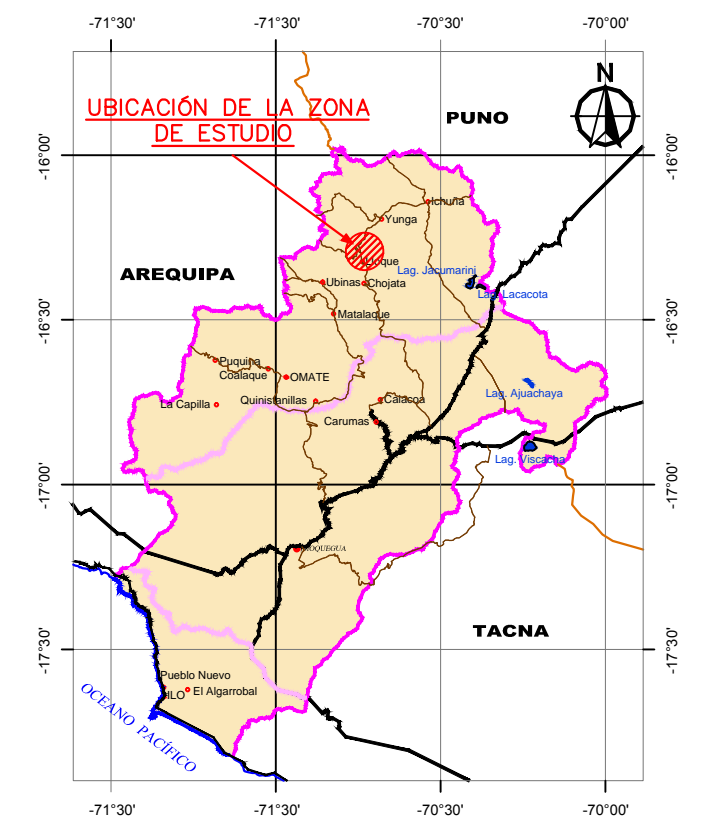 -71°30'
-71°30'
-70°30'
-70°00'
N
UBICACIÓN DE LA ZONA
DE ESTUDIO
PUNO
-16°00'
-16°00'
Ichuña
Yunga
Lloque
Lag. Jacumarini
AREQUIPA
Ubinas
Chojata
Lag. Lacacota
Matalaque
-16°30'
-16°30'
Puquina
Coalaque
OMATE
Lag. Ajuachaya
La Capilla
Quinistanillas
Calacoa
Carumas
Lag. Viscacha
-17°00'
-17°00'
MOQUEGUA
TACNA
-17°30'
-17°30'
Pueblo Nuevo
ILO
El Algarrobal
OCEANO PACÍFICO
-71°30'
-71°30'
-70°30'
-70°00'